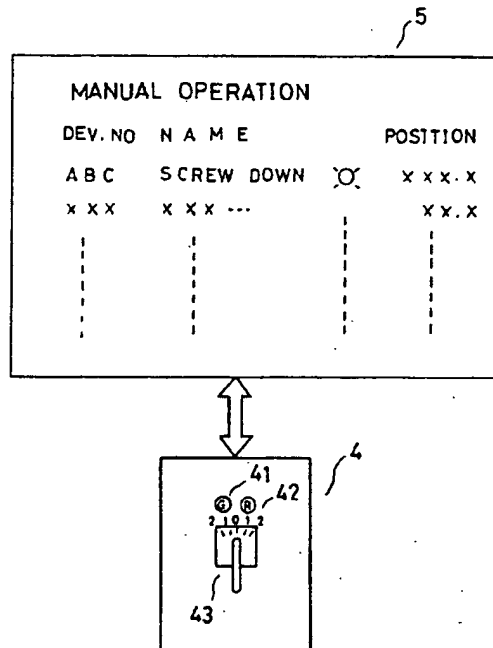 5
MANUAL OPERATION
DEV. NO NAME POSITION
ABC SCREW DOWN xxx.x
xxx xxx... xx.x
4
41
42
G R
2 1 0 1 2
43